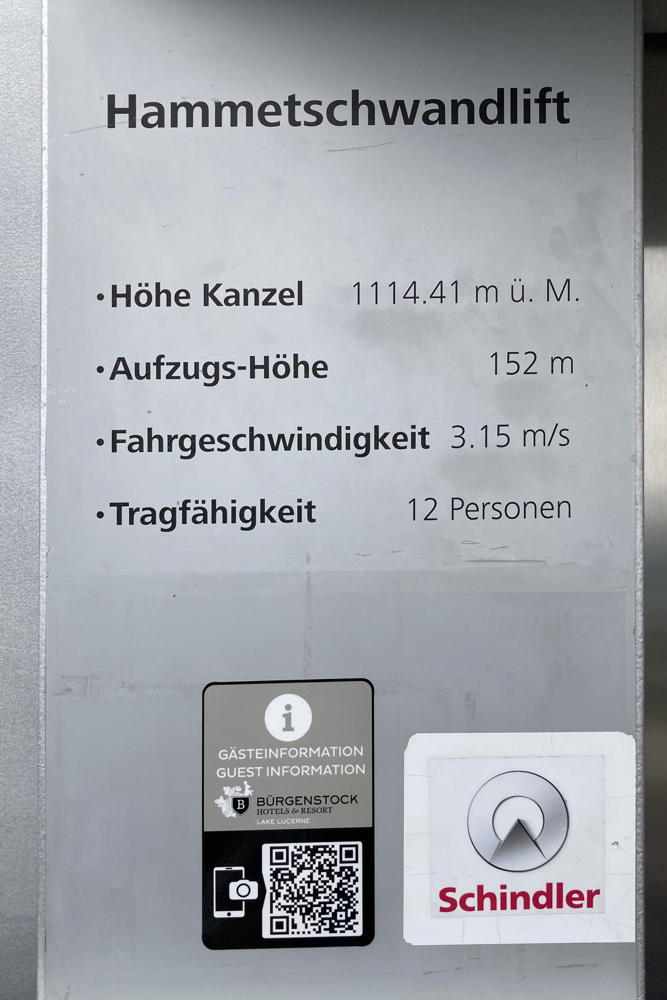 Hammetschwandlift
• Höhe Kanzel 1114.41 m ü. M.
• Aufzugs-Höhe 152 m
• Fahrgeschwindigkeit 3.15 m/s
• Tragfähigkeit 12 Personen
i
GÄSTEINFORMATION
GUEST INFORMATION
B
BÜRGENSTOCK
HOTELS & RESORT
LAKE LUCERNE
Schindler